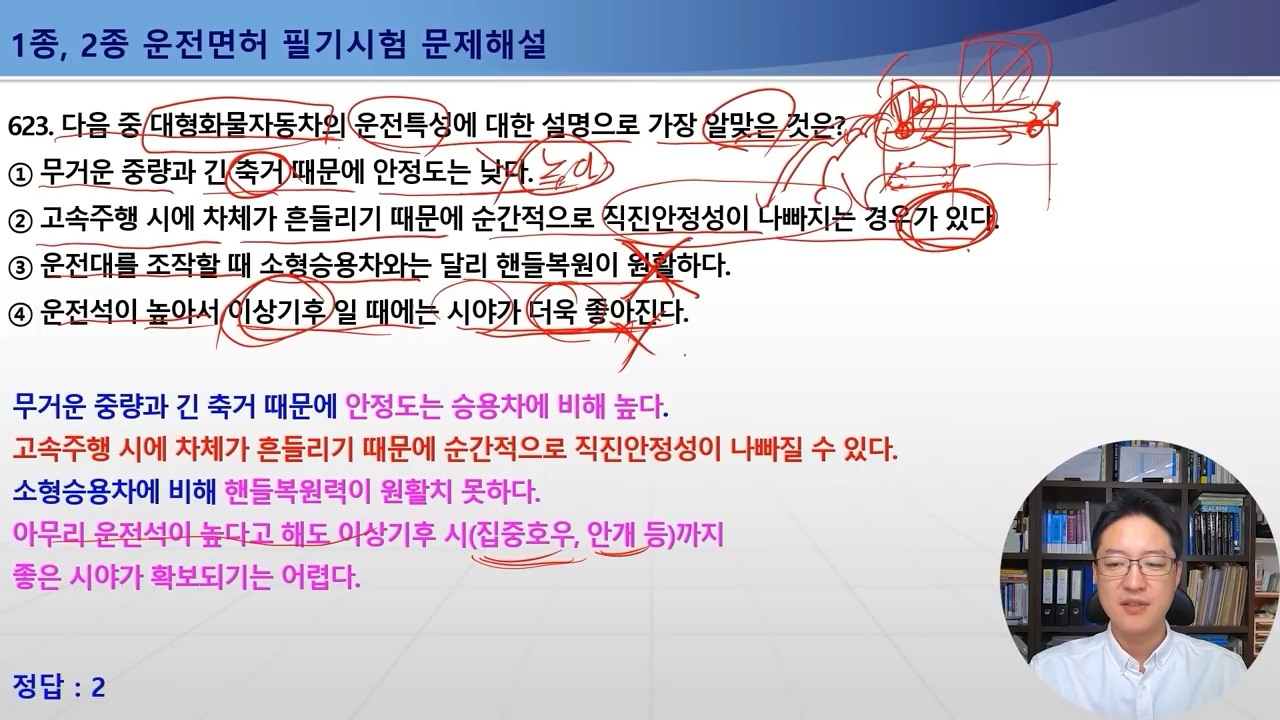 1종, 2종 운전면허 필기시험 문제해설
623. 다음 중 대형화물자동차의 운전특성에 대한 설명으로 가장 알맞은 것은?
① 무거운 중량과 긴 축거 때문에 안정도는 낮다. 높아
② 고속주행 시에 차체가 흔들리기 때문에 순간적으로 직진안정성이 나빠지는 경우가 있다.
③ 운전대를 조작할 때 소형승용차와는 달리 핸들복원이 원활하다.
④ 운전석이 높아서 이상기후 일 때에는 시야가 더욱 좋아진다.
무거운 중량과 긴 축거 때문에 안정도는 승용차에 비해 높다.
고속주행 시에 차체가 흔들리기 때문에 순간적으로 직진안정성이 나빠질 수 있다.
소형승용차에 비해 핸들복원력이 원활치 못하다.
아무리 운전석이 높다고 해도 이상기후 시(집중호우, 안개 등)까지
좋은 시야가 확보되기는 어렵다.
정답 : 2